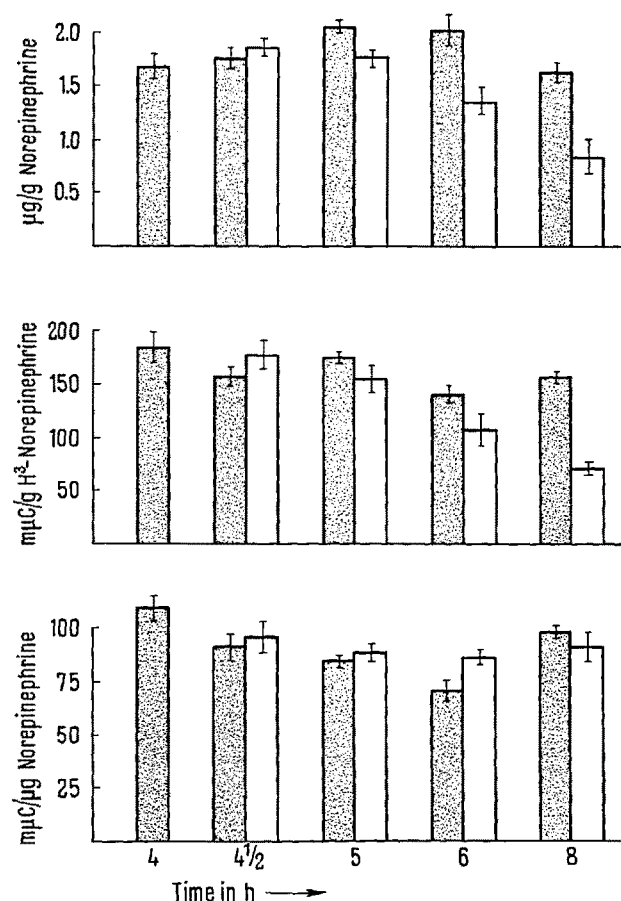 2.0
1.5
1.0
0.5
µg/g Norepinephrine
200
150
100
50
mµC/g H³-Norepinephrine
100
75
50
25
mµC/µg Norepinephrine
4 4½ 5 6 8
Time in h →